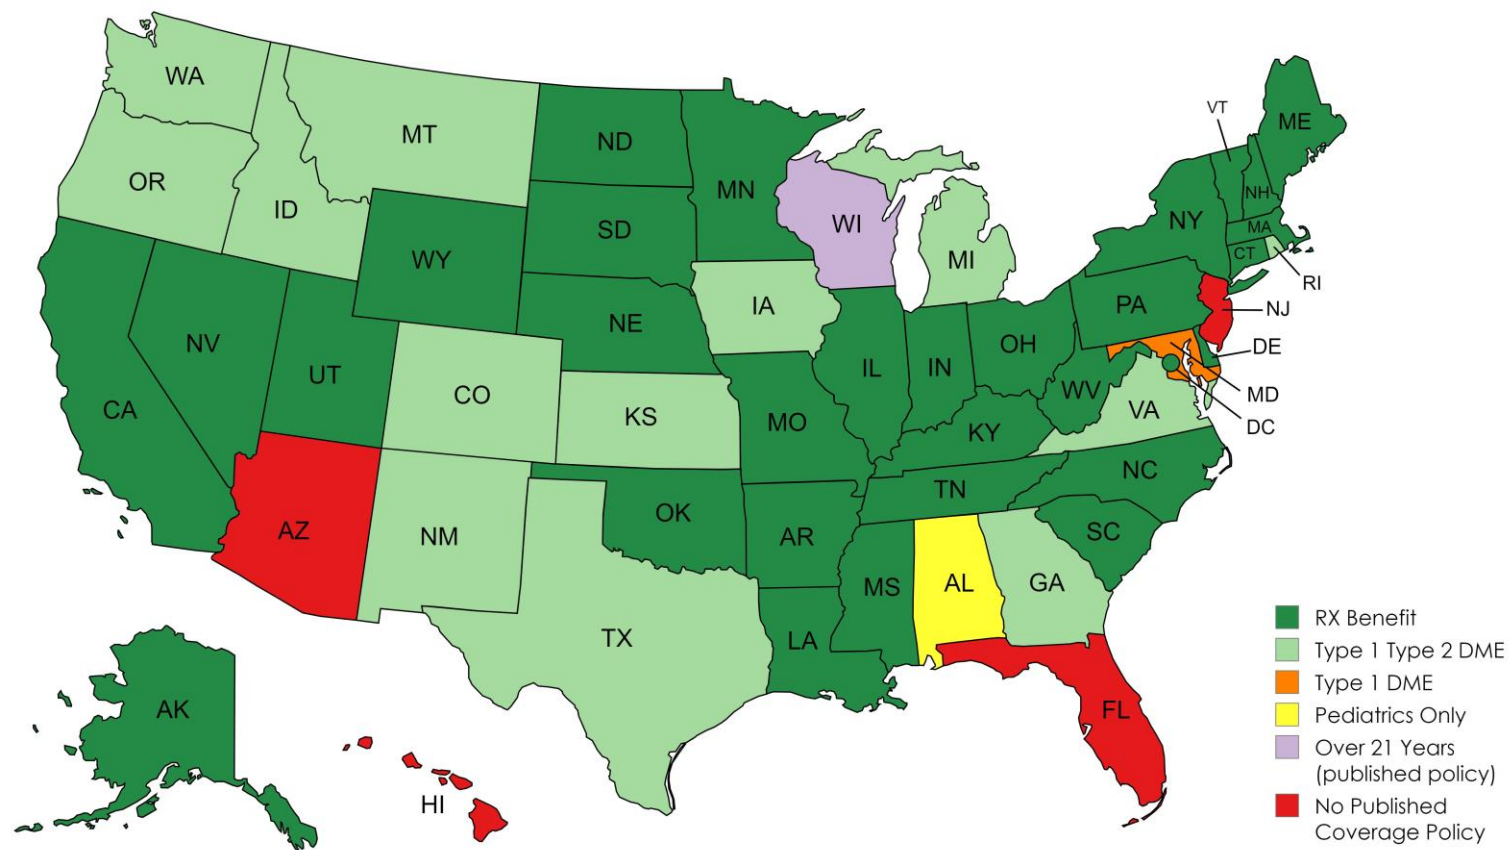 WA
MT
ND
MN
VT
ME
OR
ID
SD
WI
NH
NY
MA
WY
MI
CT
RI
IA
PA
NJ
NE
NV
OH
DE
UT
IL
IN
CO
WV
MD
CA
KS
MO
VA
DC
KY
NC
TN
OK
AZ
NM
AR
SC
MS
AL
GA
TX
LA
AK
FL
HI
RX Benefit
Type 1 Type 2 DME
Type 1 DME
Pediatrics Only
Over 21 Years
(published policy)
No Published
Coverage Policy